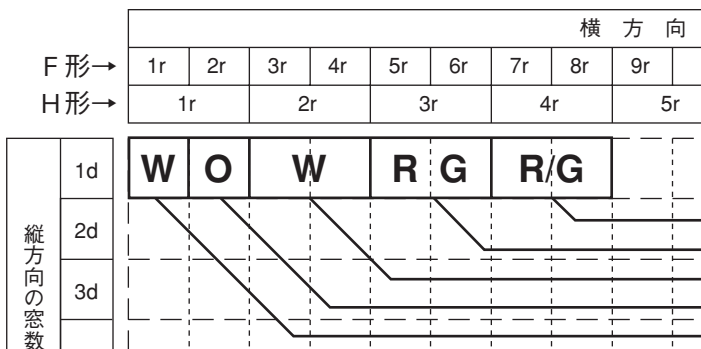 横方向
F形→ 1r 2r 3r 4r 5r 6r 7r 8r 9r
H形→ 1r 2r 3r 4r 5r
縦方向の窓数
1d W O W R G R/G
2d
3d